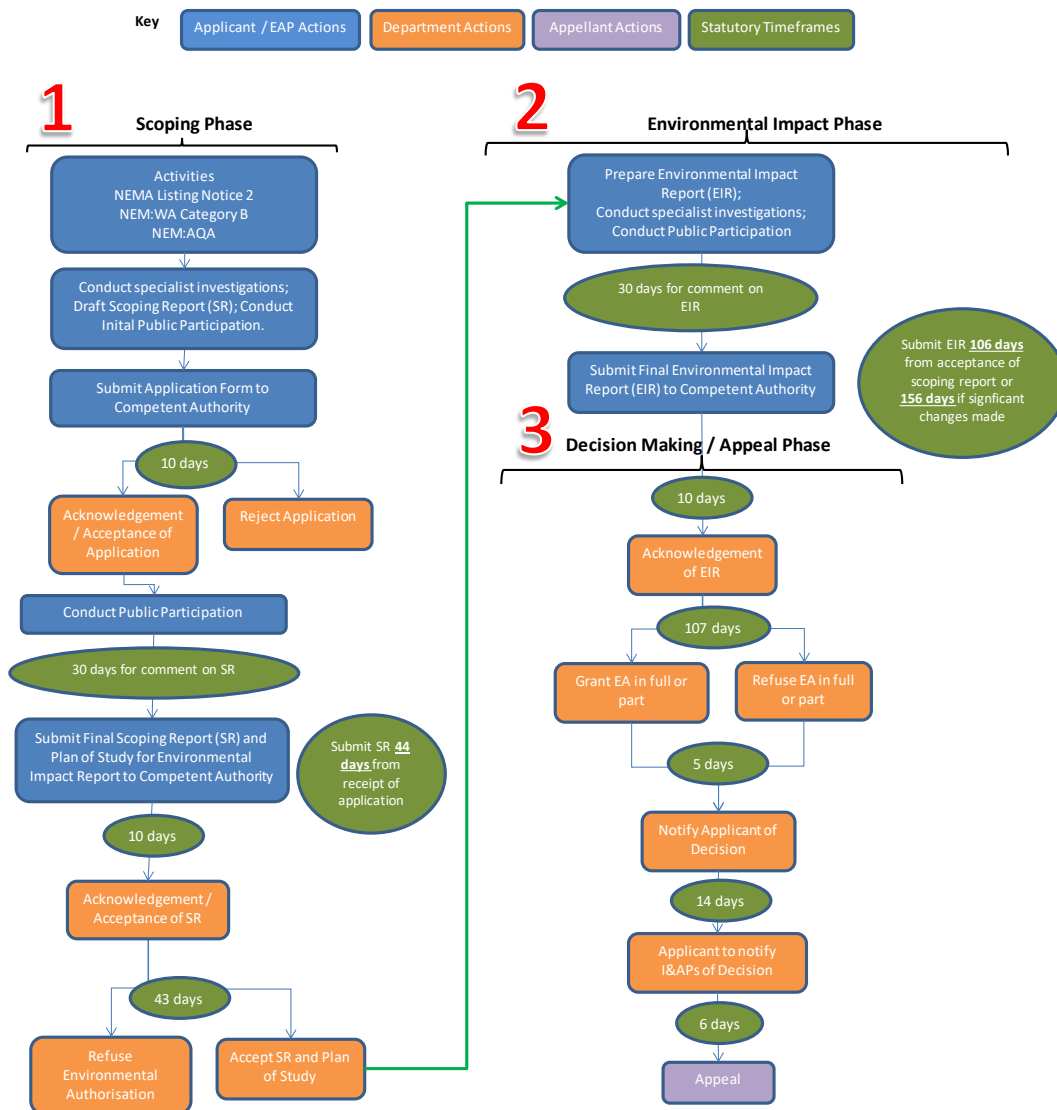 Key
Applicant / EAP Actions
Department Actions
Appellant Actions
Statutory Timeframes
1
Scoping Phase
Activities
NEMA Listing Notice 2
NEM:WA Category B
NEM:AQA
Conduct specialist investigations;
Draft Scoping Report (SR); Conduct
Inital Public Participation.
Submit Application Form to
Competent Authority
10 days
Acknowledgement
/ Acceptance of
Application
Reject Application
Conduct Public Participation
30 days for comment on SR
Submit Final Scoping Report (SR) and
Plan of Study for Environmental
Impact Report to Competent Authority
Submit SR 44
days from
receipt of
application
10 days
Acknowledgement /
Acceptance of SR
43 days
Refuse
Environmental
Authorisation
Accept SR and Plan
of Study
2
Environmental Impact Phase
Prepare Environmental Impact
Report (EIR);
Conduct specialist investigations;
Conduct Public Participation
30 days for comment on
EIR
Submit Final Environmental Impact
Report (EIR) to Competent Authority
Submit EIR 106 days
from acceptance of
scoping report or
156 days if signficant
changes made
3
Decision Making / Appeal Phase
10 days
Acknowledgement
of EIR
107 days
Grant EA in full or
part
Refuse EA in full
or part
5 days
Notify Applicant of
Decision
14 days
Applicant to notify
I&APs of Decision
6 days
Appeal